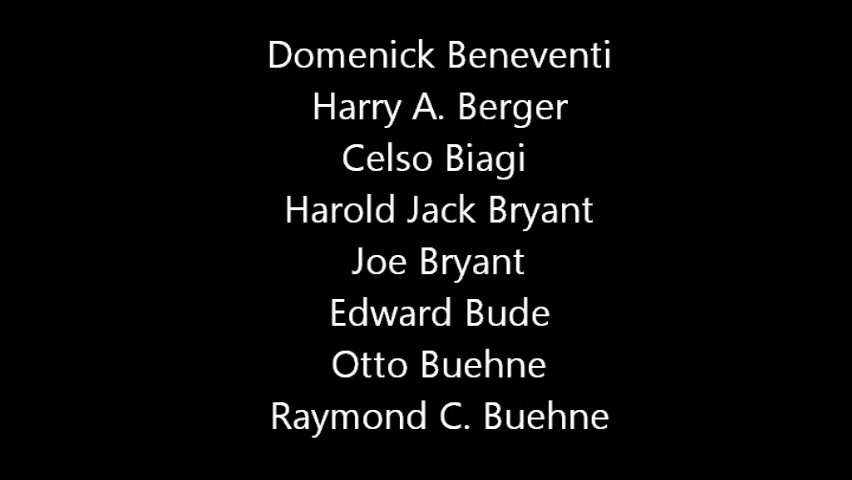 Domenick Beneventi
Harry A. Berger
Celso Biagi
Harold Jack Bryant
Joe Bryant
Edward Bude
Otto Buehne
Raymond C. Buehne